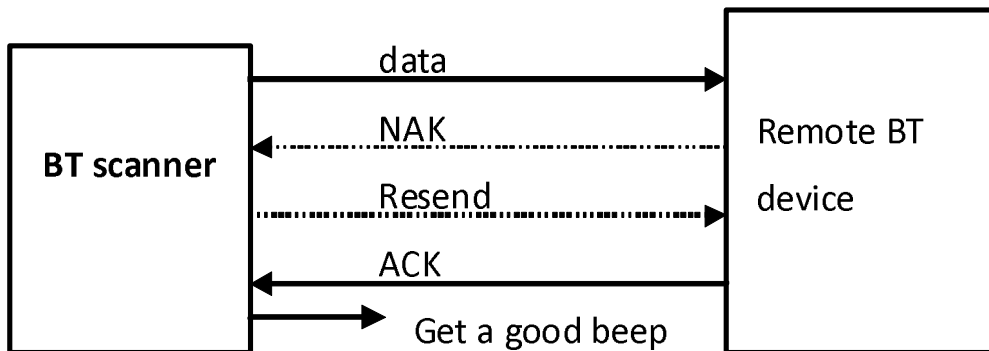 BT scanner
data
NAK
Resend
ACK
Get a good beep
Remote BT
device